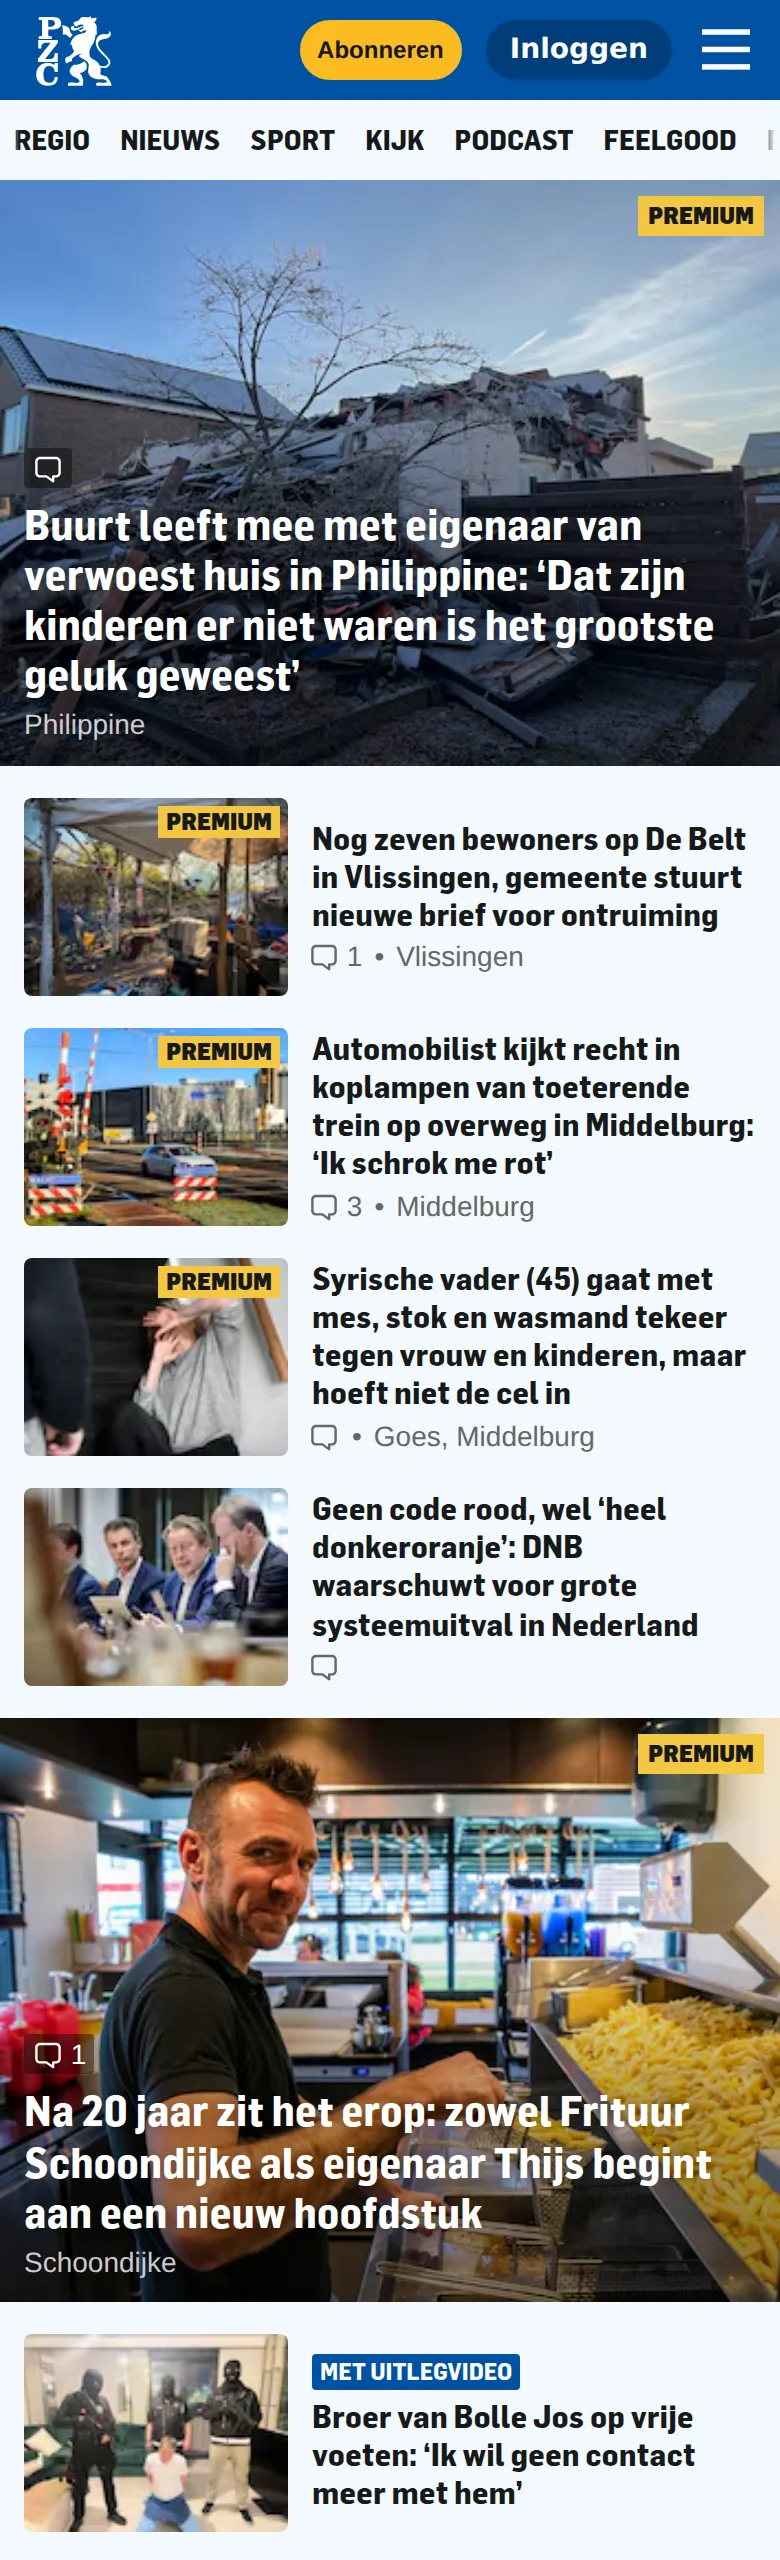 PZC
Abonneren
Inloggen
REGIO NIEUWS SPORT KIJK PODCAST FEELGOOD
PREMIUM
Buurt leeft mee met eigenaar van
verwoest huis in Philippine: ‘Dat zijn
kinderen er niet waren is het grootste
geluk geweest’
Philippine
PREMIUM
Nog zeven bewoners op De Belt
in Vlissingen, gemeente stuurt
nieuwe brief voor ontruiming
1 • Vlissingen
PREMIUM
Automobilist kijkt recht in
koplampen van toeterende
trein op overweg in Middelburg:
‘Ik schrok me rot’
3 • Middelburg
PREMIUM
Syrische vader (45) gaat met
mes, stok en wasmand tekeer
tegen vrouw en kinderen, maar
hoeft niet de cel in
• Goes, Middelburg
Geen code rood, wel ‘heel
donkeroranje’: DNB
waarschuwt voor grote
systeemuitval in Nederland
PREMIUM
1
Na 20 jaar zit het erop: zowel Frituur
Schoondijke als eigenaar Thijs begint
aan een nieuw hoofdstuk
Schoondijke
MET UITLEGVIDEO
Broer van Bolle Jos op vrije
voeten: ‘Ik wil geen contact
meer met hem’